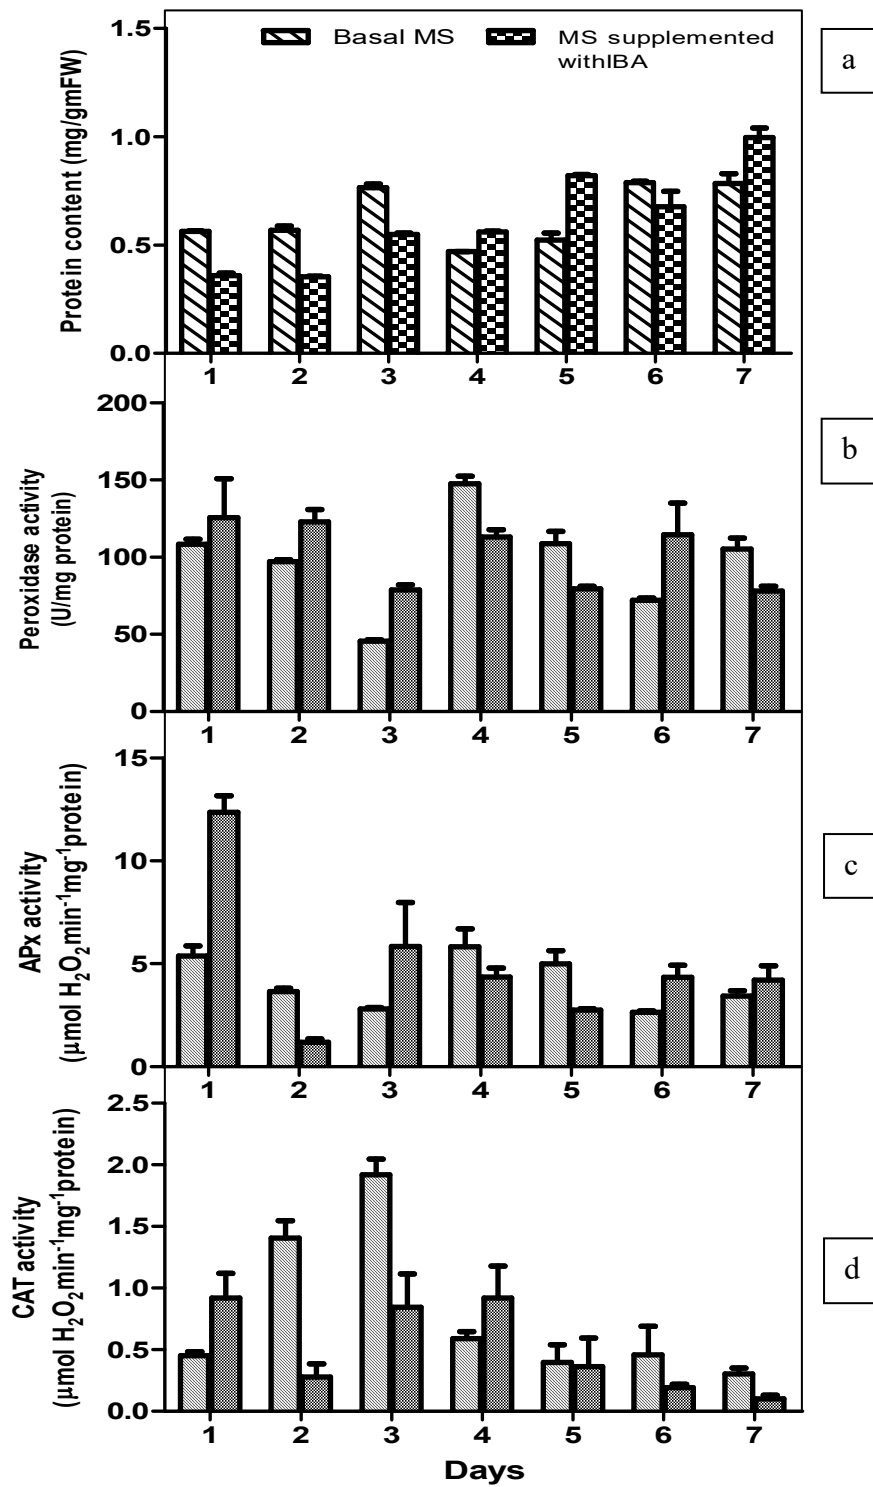 Basal MS
MS supplemented
withIBA
a
Protein content (mg/gmFW)
1.5
1.0
0.5
0.0
1 2 3 4 5 6 7
b
Peroxidase activity
(U/mg protein)
200
150
100
50
0
1 2 3 4 5 6 7
c
APx activity
(µmol H₂O₂min⁻¹mg⁻¹protein)
15
10
5
0
1 2 3 4 5 6 7
d
CAT activity
(µmol H₂O₂min⁻¹mg⁻¹protein)
2.5
2.0
1.5
1.0
0.5
0.0
1 2 3 4 5 6 7
Days